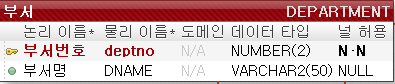 부서 DEPARTMENT
논리 이름* 물리 이름* 도메인 데이터 타입 널 허용
부서번호 deptno N/A NUMBER(2) N·N
부서명 DNAME N/A VARCHAR2(50) NULL